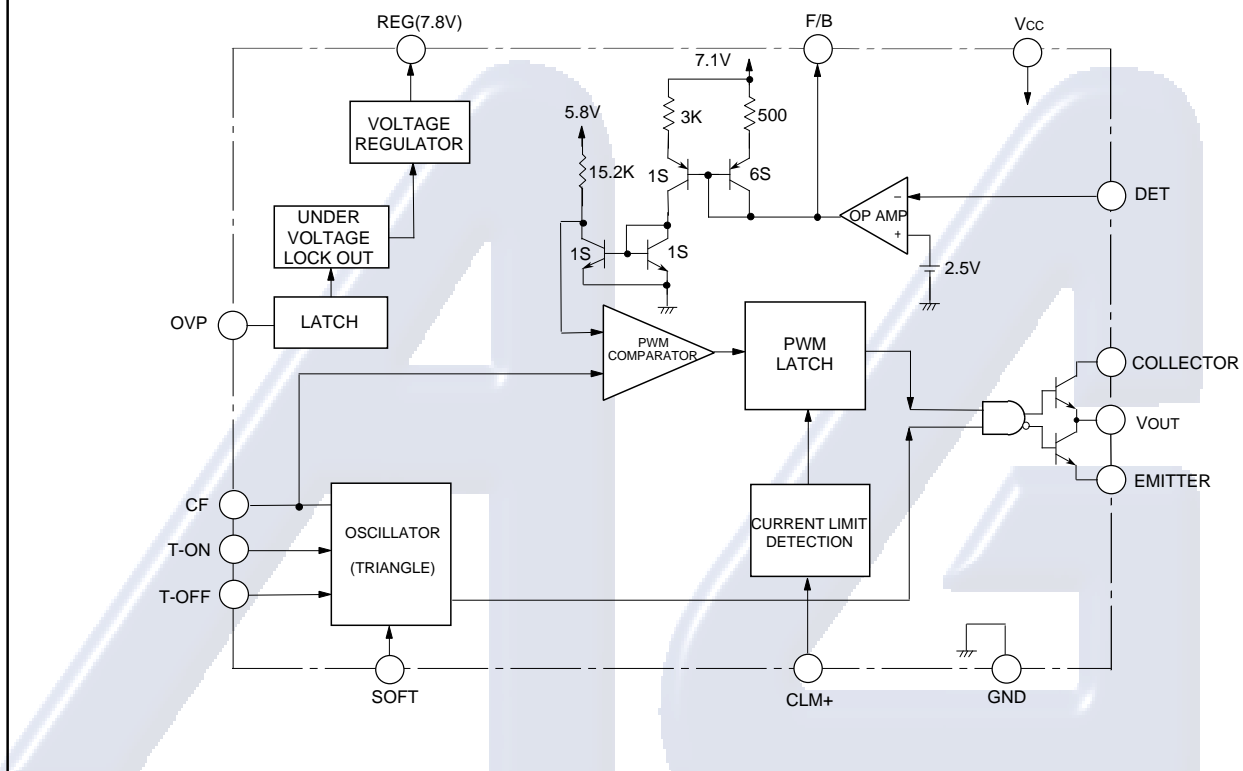 REG(7.8V)
F/B
VCC
7.1V
5.8V
3K
500
VOLTAGE
REGULATOR
15.2K
1S
6S
OP AMP
−
+
DET
UNDER
VOLTAGE
LOCK OUT
1S
1S
2.5V
OVP
LATCH
PWM
COMPARATOR
PWM
LATCH
COLLECTOR
VOUT
EMITTER
CF
T-ON
T-OFF
OSCILLATOR
(TRIANGLE)
CURRENT LIMIT
DETECTION
SOFT
CLM+
GND